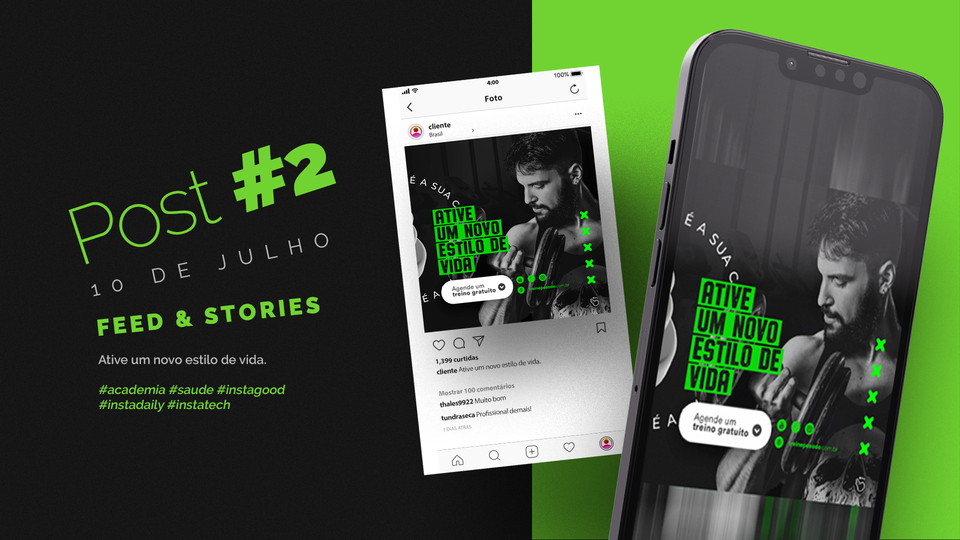 Post #2
10 DE JULHO
FEED & STORIES
Ative um novo estilo de vida.
#academia #saude #instagood
#instadaily #instatech
4:00
100%
Foto
cliente
Brasil
É A SUA
ATIVE
UM NOVO
ESTILO DE
VIDA
Agende um
treino gratuito
É A
1,399 curtidas
cliente Ative um novo estilo de vida.
Mostrar 100 comentários
thales9922 Muito bom
tundraseca Profissional demais!
1 DIAS ATRÁS
É A SUA
ATIVE
UM NOVO
ESTILO DE
VIDA
Agende um
treino gratuito
É A